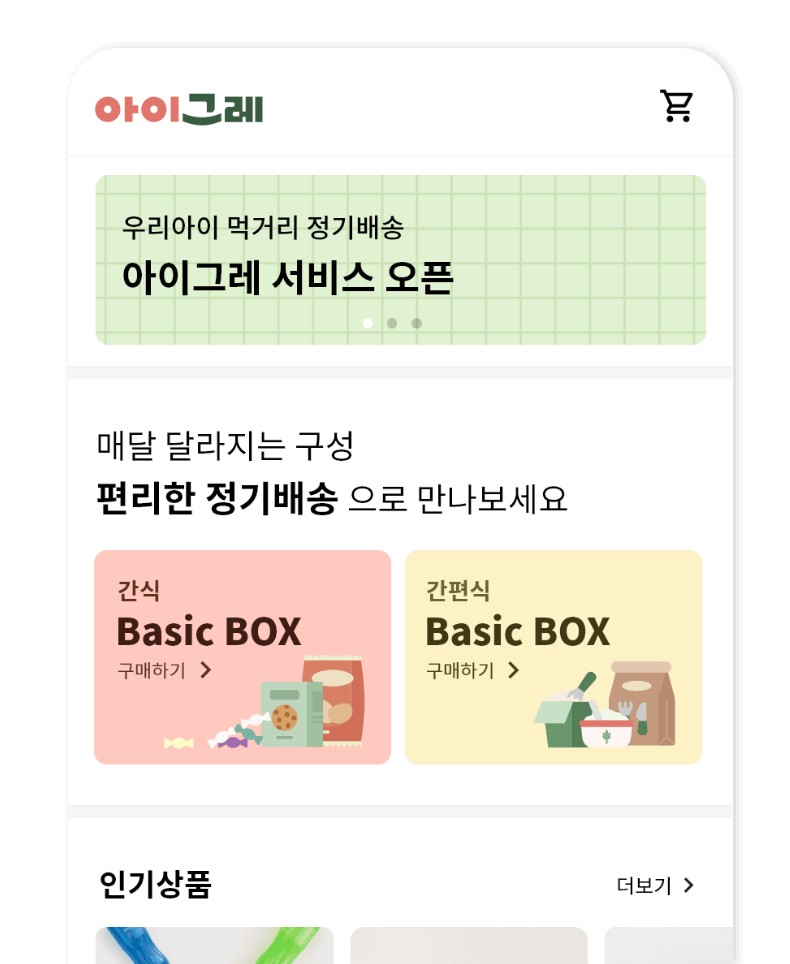 아이그레
우리아이 먹거리 정기배송
아이그레 서비스 오픈
매달 달라지는 구성
편리한 정기배송 으로 만나보세요
간식
Basic BOX
구매하기
간편식
Basic BOX
구매하기
인기상품
더보기